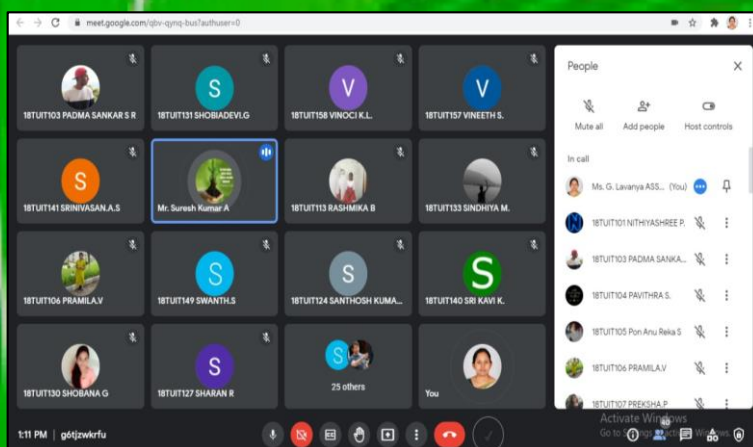 meet.google.com/qbv-qynq-bus?authuser=0
18TUIT103 PADMA SANKAR S R
S
18TUIT131 SHOBIADEVI.G
V
18TUIT158 VINOCI K.L.
V
18TUIT157 VINEETH S.
S
18TUIT141 SRINIVASAN.A.S
Mr. Suresh Kumar A
18TUIT113 RASHMIKA B
18TUIT133 SINDHIYA M.
18TUIT106 PRAMILA.V
S
18TUIT149 SWANTH.S
S
18TUIT124 SANTHOSH KUMA...
S
18TUIT140 SRI KAVI K.
18TUIT130 SHOBANA G
S
18TUIT127 SHARAN R
S
25 others
You
People
Mute all
Add people
Host controls
In call
Ms. G. Lavanya ASS... (You)
18TUIT101 NITHIYASHREE P.
18TUIT103 PADMA SANKA...
18TUIT104 PAVITHRA S.
18TUIT105 Pon Anu Reka S
18TUIT106 PRAMILA.V
18TUIT107 PREKSHA.P
Activate Windows
1:11 PM | g6tjzwkrfu
40